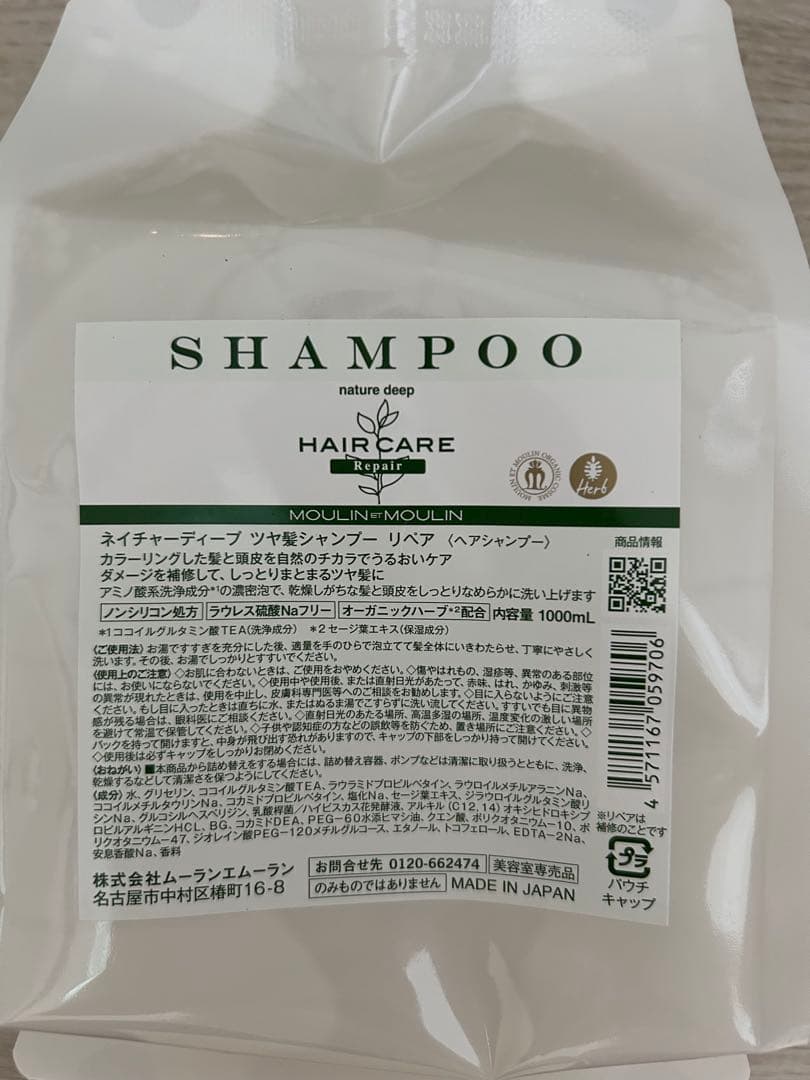 SHAMPOO
nature deep
HAIR CARE
Repair
MOULIN ET MOULIN ORGANIC COSME
Herb
MOULIN ET MOULIN
ネイチャーディープ ツヤ髪シャンプー リペア 〈ヘアシャンプー〉
商品情報
カラーリングした髪と頭皮を自然のチカラでうるおいケア
ダメージを補修して、しっとりまとまるツヤ髪に
アミノ酸系洗浄成分*1の濃密泡で、乾燥しがちな髪と頭皮をしっとりなめらかに洗い上げます
ノンシリコン処方 ラウレス硫酸Naフリー オーガニックハーブ*2配合 内容量 1000mL
*1ココイルグルタミン酸TEA(洗浄成分) *2セージ葉エキス(保湿成分)
〈ご使用法〉お湯ですすぎを充分にした後、適量を手のひらで泡立てて髪全体にいきわたらせ、丁寧にやさしく
洗います。その後、お湯でしっかりとすすいでください。
〈使用上のご注意〉◇お肌に合わないときは、ご使用をおやめください。◇傷やはれもの、湿疹等、異常のある部位
には、お使いにならないでください。◇使用中や使用後、または直射日光があたって、赤味、はれ、かゆみ、刺激等
の異常が現れたときは、使用を中止し、皮膚科専門医等へのご相談をお勧めします。◇目に入らないようにご注意
ください。もし目に入ったときは直ちに水、またはぬるま湯でこすらずに洗い流してください。すすいでも目に異物
感が残る場合は、眼科医にご相談ください。◇直射日光のあたる場所、高温多湿の場所、温度変化の激しい場所
を避けて常温で保管してください。◇子供や認知症の方などの誤飲等を防ぐため、置き場所にご注意ください。◇
パックを持って開けますと、中身が飛び出す恐れがありますので、キャップの下部をしっかり持って開けてください。
◇使用後は必ずキャップをしっかりお閉めください。
〈おねがい〉■本商品から詰め替えをする場合には、詰め替え容器、ポンプなどは清潔に取り扱うとともに、洗浄、
乾燥するなどして清潔さを保つようにしてください。
〈成分〉水、グリセリン、ココイルグルタミン酸TEA、ラウラミドプロピルベタイン、ラウロイルメチルアラニンNa、
ココイルメチルタウリンNa、コカミドプロピルベタイン、塩化Na、セージ葉エキス、ジラウロイルグルタミン酸リ
シンNa、グルコシルヘスペリジン、乳酸桿菌/ハイビスカス花発酵液、アルキル(C12,14)オキシヒドロキシプ
ロピルアルギニンHCL、BG、コカミドDEA、PEG-60水添ヒマシ油、クエン酸、ポリクオタニウム-10、ポ
リクオタニウム-47、ジオレイン酸PEG-120メチルグルコース、エタノール、トコフェロール、EDTA-2Na、
安息香酸Na、香料
4 571167 059706
※リペアは
補修のことです
プラ
パウチ
キャップ
株式会社ムーランエムーラン
名古屋市中村区椿町16-8
お問合せ先 0120-662474 美容室専売品
のみものではありません MADE IN JAPAN